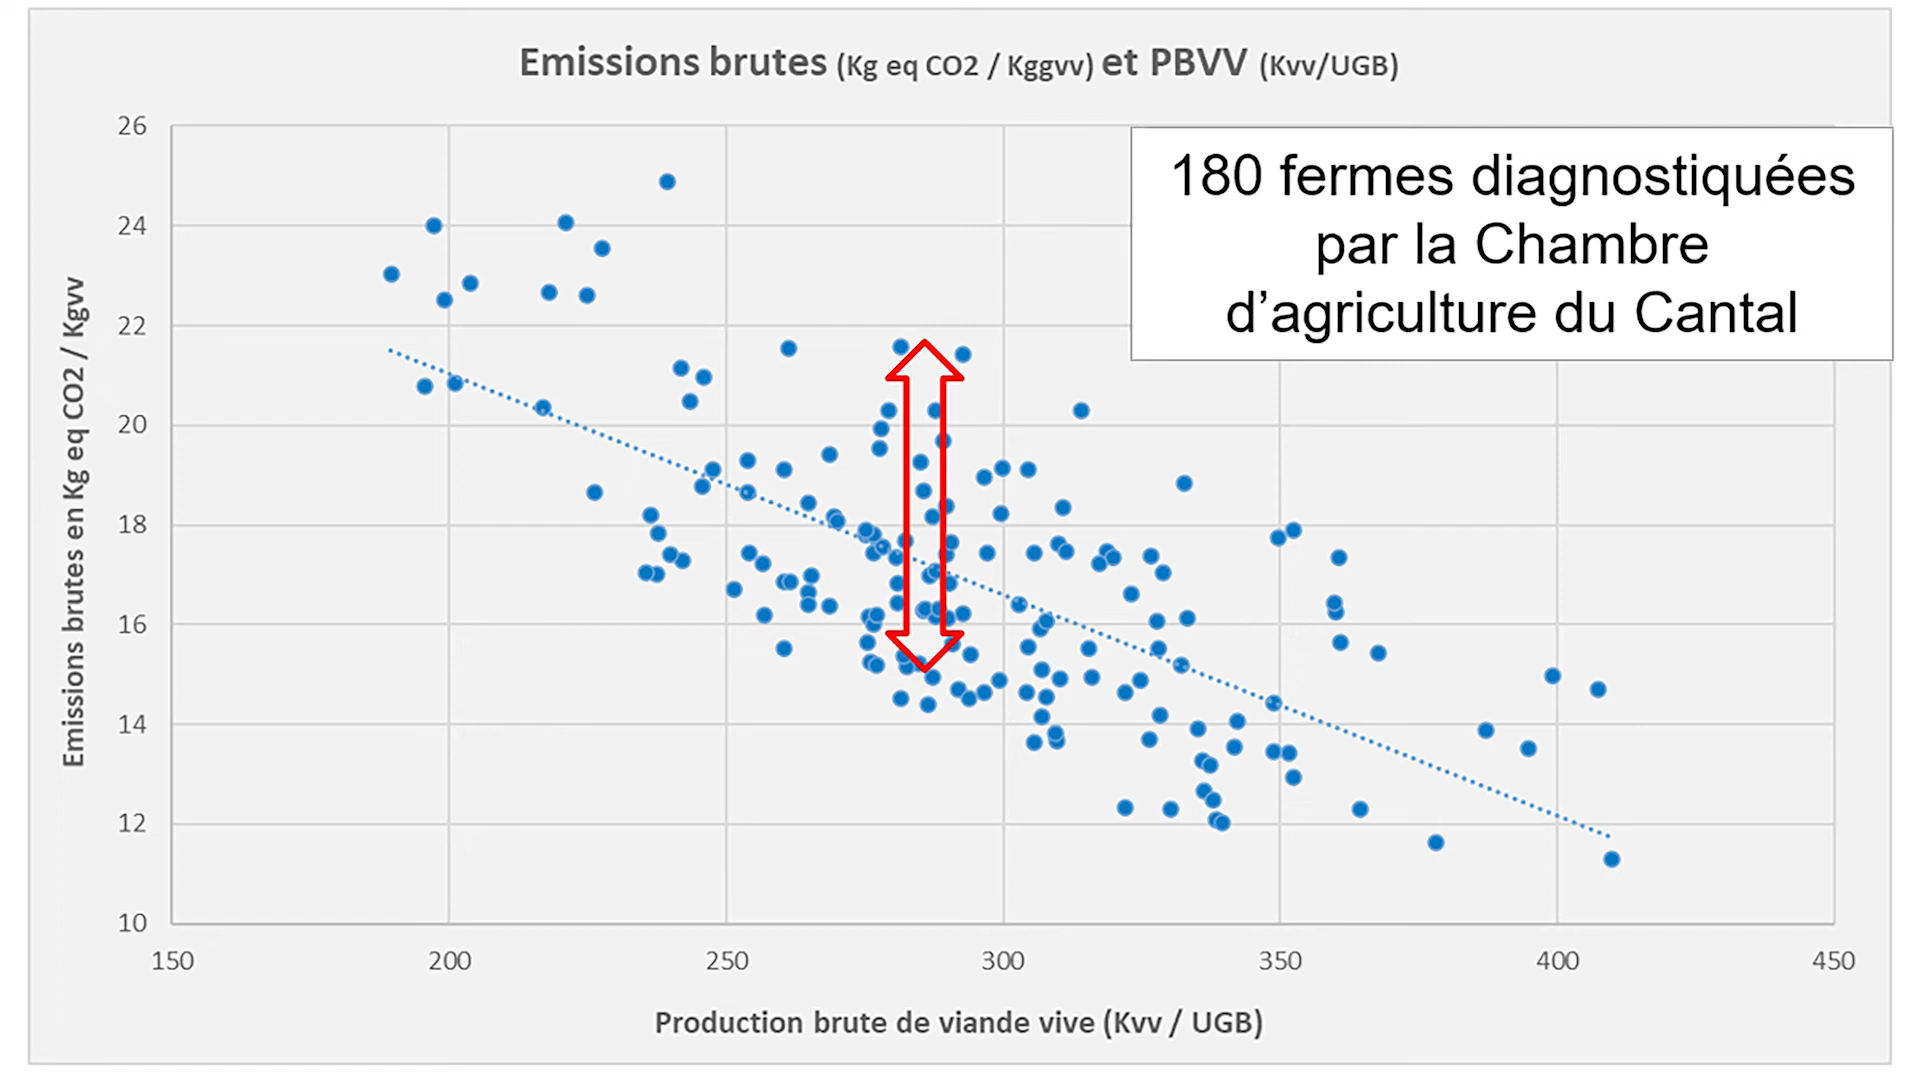 Emissions brutes (Kg eq CO2 / Kggvv) et PBVV (Kvv/UGB)
180 fermes diagnostiquées
par la Chambre
d’agriculture du Cantal
Emissions brutes en Kg eq CO2 / Kgvv
26
24
22
20
18
16
14
12
10
150 200 250 300 350 400 450
Production brute de viande vive (Kvv / UGB)